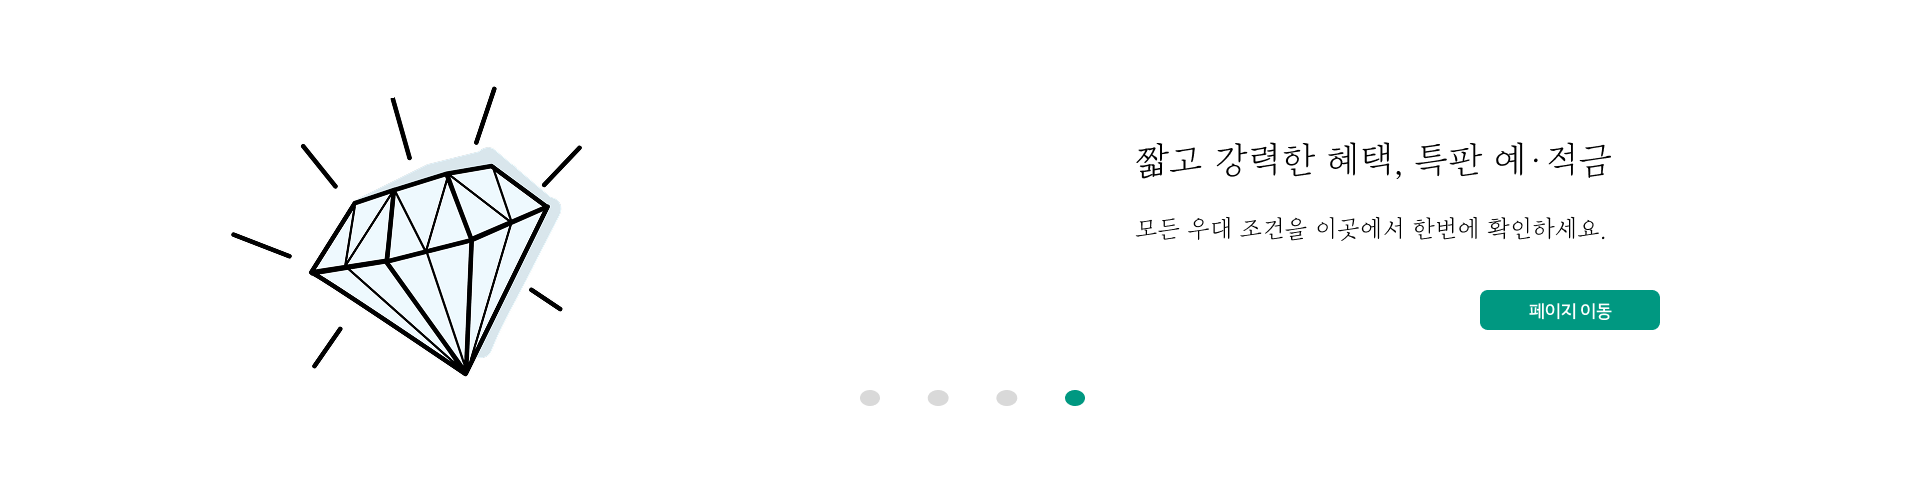 짧고 강력한 혜택, 특판 예·적금
모든 우대 조건을 이곳에서 한번에 확인하세요.
페이지 이동